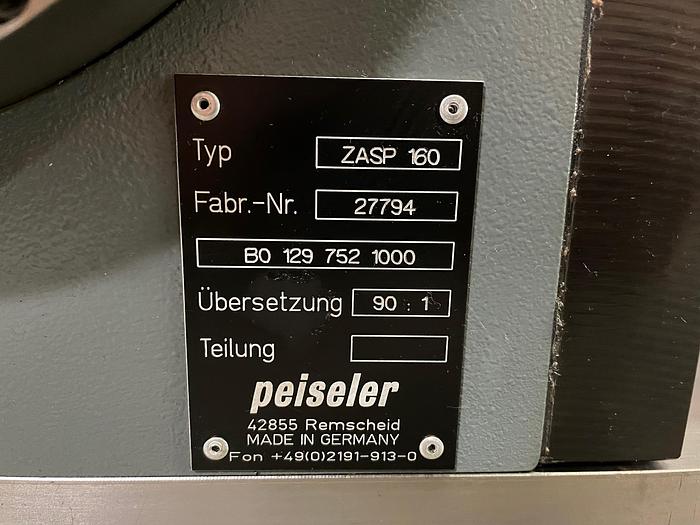 Typ ZASP 160
Fabr.-Nr. 27794
B0 129 752 1000
Übersetzung 90 : 1
Teilung
peiseler
42855 Remscheid
MADE IN GERMANY
Fon +49(0)2191-913-0